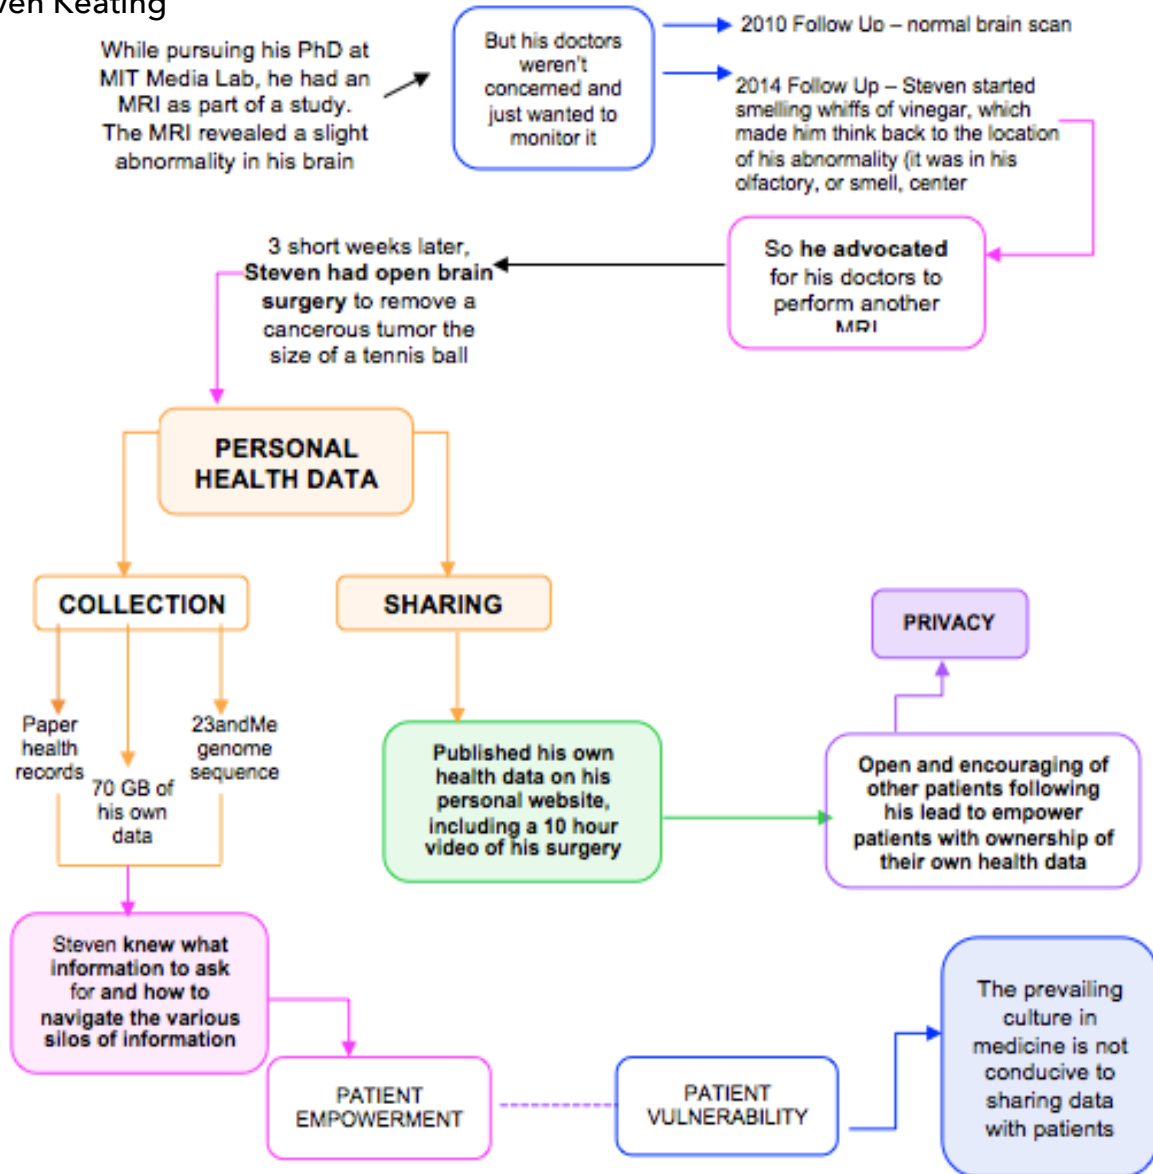 ven Keating
While pursuing his PhD at
MIT Media Lab, he had an
MRI as part of a study.
The MRI revealed a slight
abnormality in his brain
But his doctors
weren't
concerned and
just wanted to
monitor it
2010 Follow Up – normal brain scan
2014 Follow Up – Steven started
smelling whiffs of vinegar, which
made him think back to the location
of his abnormality (it was in his
olfactory, or smell, center
So he advocated
for his doctors to
perform another
MRI
3 short weeks later,
Steven had open brain
surgery to remove a
cancerous tumor the
size of a tennis ball
PERSONAL
HEALTH DATA
COLLECTION
SHARING
PRIVACY
Paper
health
records
70 GB of
his own
data
23andMe
genome
sequence
Published his own
health data on his
personal website,
including a 10 hour
video of his surgery
Open and encouraging of
other patients following
his lead to empower
patients with ownership of
their own health data
Steven knew what
information to ask
for and how to
navigate the various
silos of information
PATIENT
EMPOWERMENT
PATIENT
VULNERABILITY
The prevailing
culture in
medicine is not
conducive to
sharing data
with patients